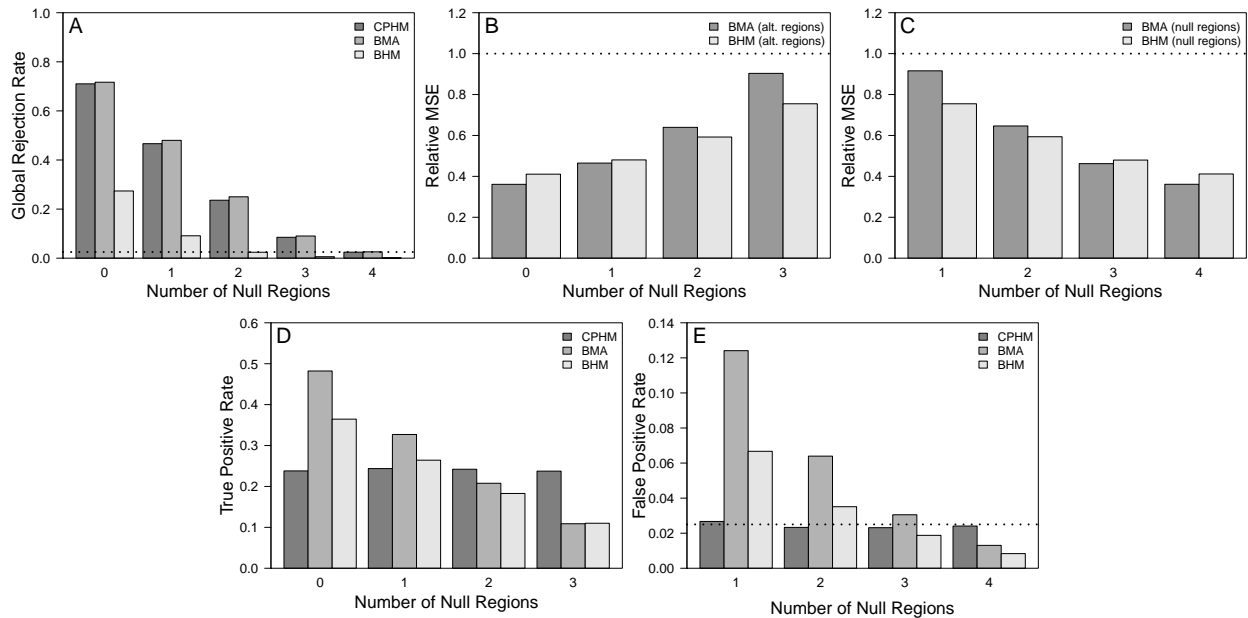 A
CPHM
BMA
BHM
Global Rejection Rate
1.0
0.8
0.6
0.4
0.2
0.0
0 1 2 3 4
Number of Null Regions
B
BMA (alt. regions)
BHM (alt. regions)
Relative MSE
1.2
1.0
0.8
0.6
0.4
0.2
0.0
0 1 2 3
Number of Null Regions
C
BMA (null regions)
BHM (null regions)
Relative MSE
1.2
1.0
0.8
0.6
0.4
0.2
0.0
1 2 3 4
Number of Null Regions
D
CPHM
BMA
BHM
True Positive Rate
0.6
0.5
0.4
0.3
0.2
0.1
0.0
0 1 2 3
Number of Null Regions
E
CPHM
BMA
BHM
False Positive Rate
0.14
0.12
0.10
0.08
0.06
0.04
0.02
0.00
1 2 3 4
Number of Null Regions